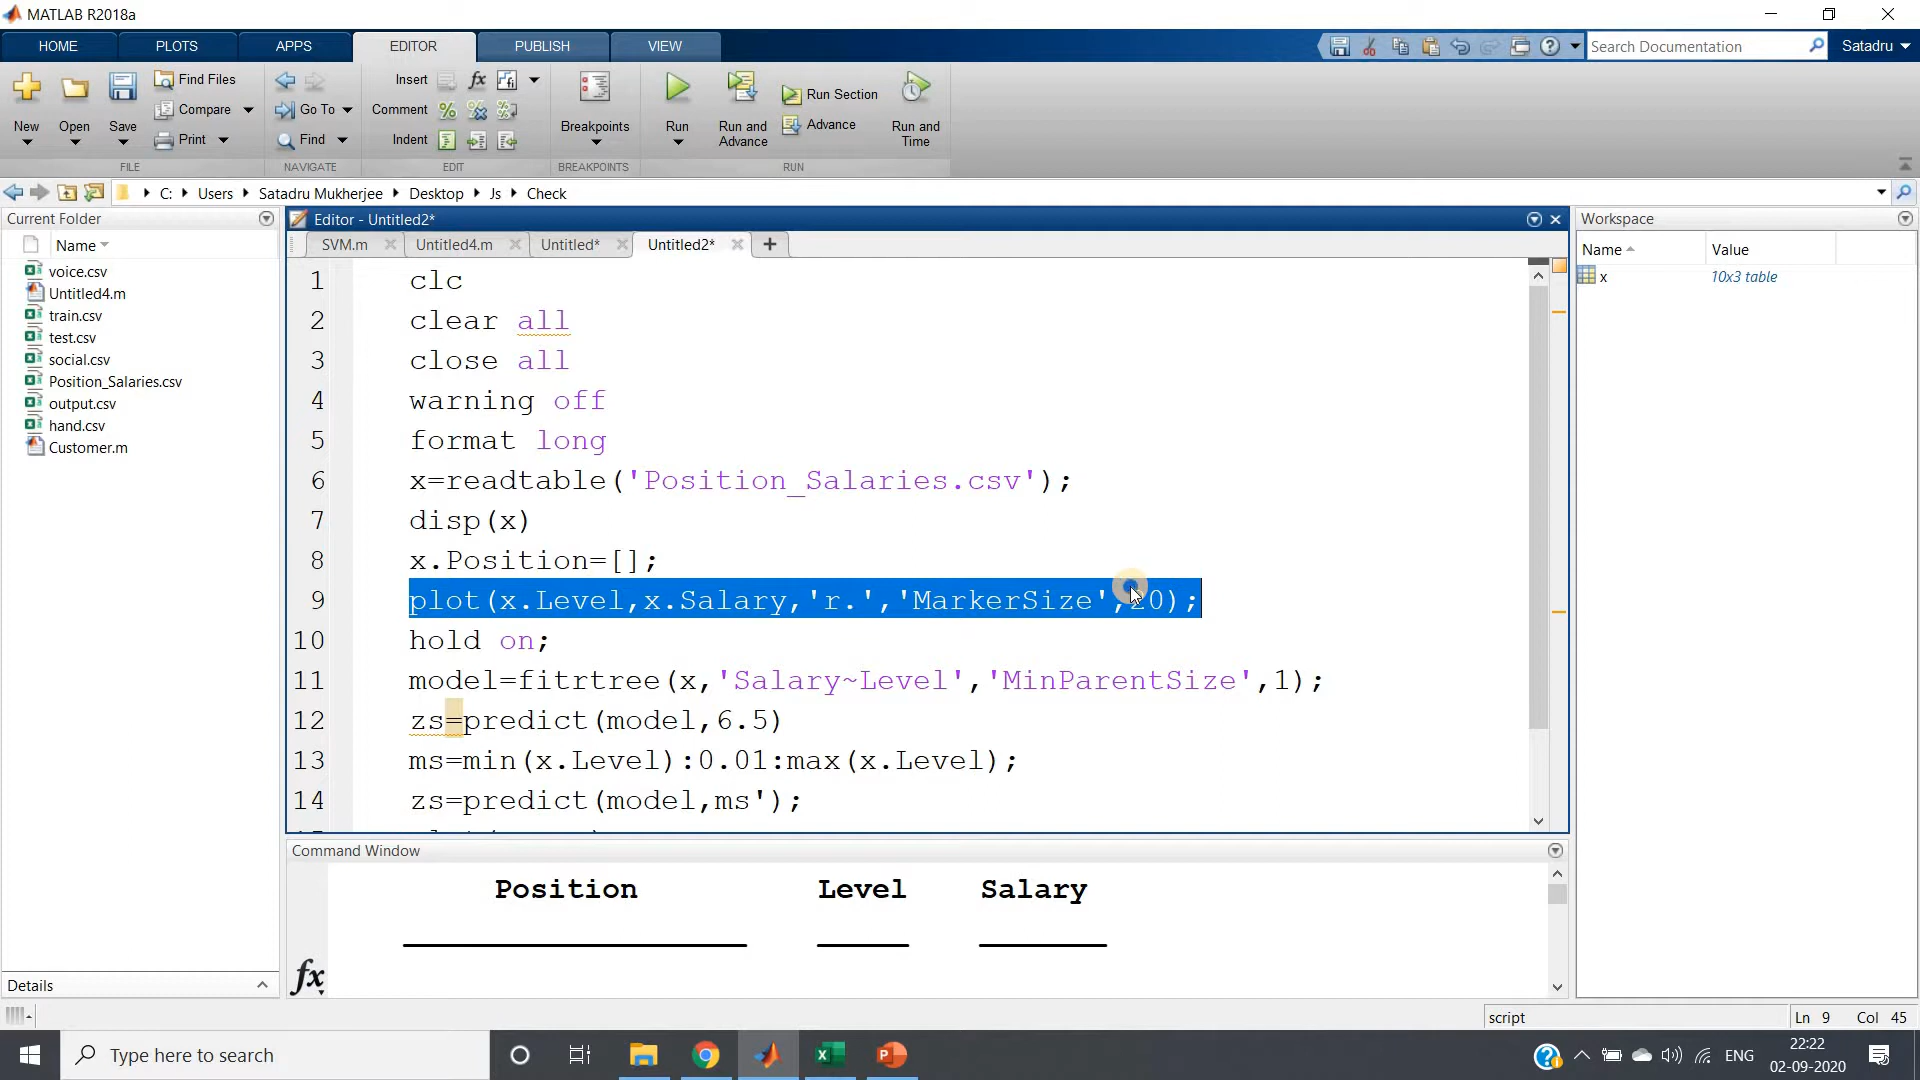 MATLAB R2018a
HOME PLOTS APPS EDITOR PUBLISH VIEW
Search Documentation
Satadru
New
Open
Save
Find Files
Compare
Print
FILE
Go To
Find
NAVIGATE
Insert
Comment
Indent
EDIT
Breakpoints
BREAKPOINTS
Run
Run and Advance
Run Section
Advance
Run and Time
RUN
C: Users Satadru Mukherjee Desktop Js Check
Current Folder
Name
voice.csv
Untitled4.m
train.csv
test.csv
social.csv
Position_Salaries.csv
output.csv
hand.csv
Customer.m
Details
Editor - Untitled2*
SVM.m Untitled4.m Untitled* Untitled2*
1 clc
2 clear all
3 close all
4 warning off
5 format long
6 x=readtable('Position_Salaries.csv');
7 disp(x)
8 x.Position=[];
9 plot(x.Level,x.Salary,'r.','MarkerSize',20);
10 hold on;
11 model=fitrtree(x,'Salary~Level','MinParentSize',1);
12 zs=predict(model,6.5)
13 ms=min(x.Level):0.01:max(x.Level);
14 zs=predict(model,ms');
Command Window
Position Level Salary
fx
Workspace
Name Value
x 10x3 table
script
Ln 9 Col 45
Type here to search
ENG
22:22
02-09-2020